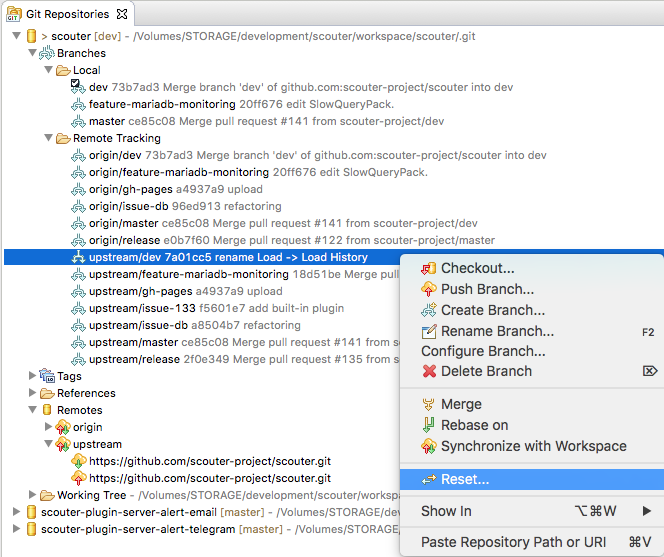 Git Repositories
> scouter [dev] - /Volumes/STORAGE/development/scouter/workspace/scouter/.git
Branches
Local
dev 73b7ad3 Merge branch 'dev' of github.com:scouter-project/scouter into dev
feature-mariadb-monitoring 20ff676 edit SlowQueryPack.
master ce85c08 Merge pull request #141 from scouter-project/dev
Remote Tracking
origin/dev 73b7ad3 Merge branch 'dev' of github.com:scouter-project/scouter into dev
origin/feature-mariadb-monitoring 20ff676 edit SlowQueryPack.
origin/gh-pages a4937a9 upload
origin/issue-db 96ed913 refactoring
origin/master ce85c08 Merge pull request #141 from scouter-project/dev
origin/release e0b7f60 Merge pull request #122 from scouter-project/master
upstream/dev 7a01cc5 rename Load -> Load History
upstream/feature-mariadb-monitoring 18d51be Merge pull
upstream/gh-pages a4937a9 upload
upstream/issue-133 f5601e7 add built-in plugin
upstream/issue-db a8504b7 refactoring
upstream/master ce85c08 Merge pull request #141 from s
upstream/release 2f0e349 Merge pull request #135 from s
Tags
References
Remotes
origin
upstream
https://github.com/scouter-project/scouter.git
https://github.com/scouter-project/scouter.git
Working Tree - /Volumes/STORAGE/development/scouter/workspa
scouter-plugin-server-alert-email [master] - /Volumes/STORAGE/d
scouter-plugin-server-alert-telegram [master] - /Volumes/STORAG
Checkout...
Push Branch...
Create Branch...
Rename Branch... F2
Configure Branch...
Delete Branch ⌦
Merge
Rebase on
Synchronize with Workspace
Reset...
Show In ⌥⌘W ▶
Paste Repository Path or URI ⌘V